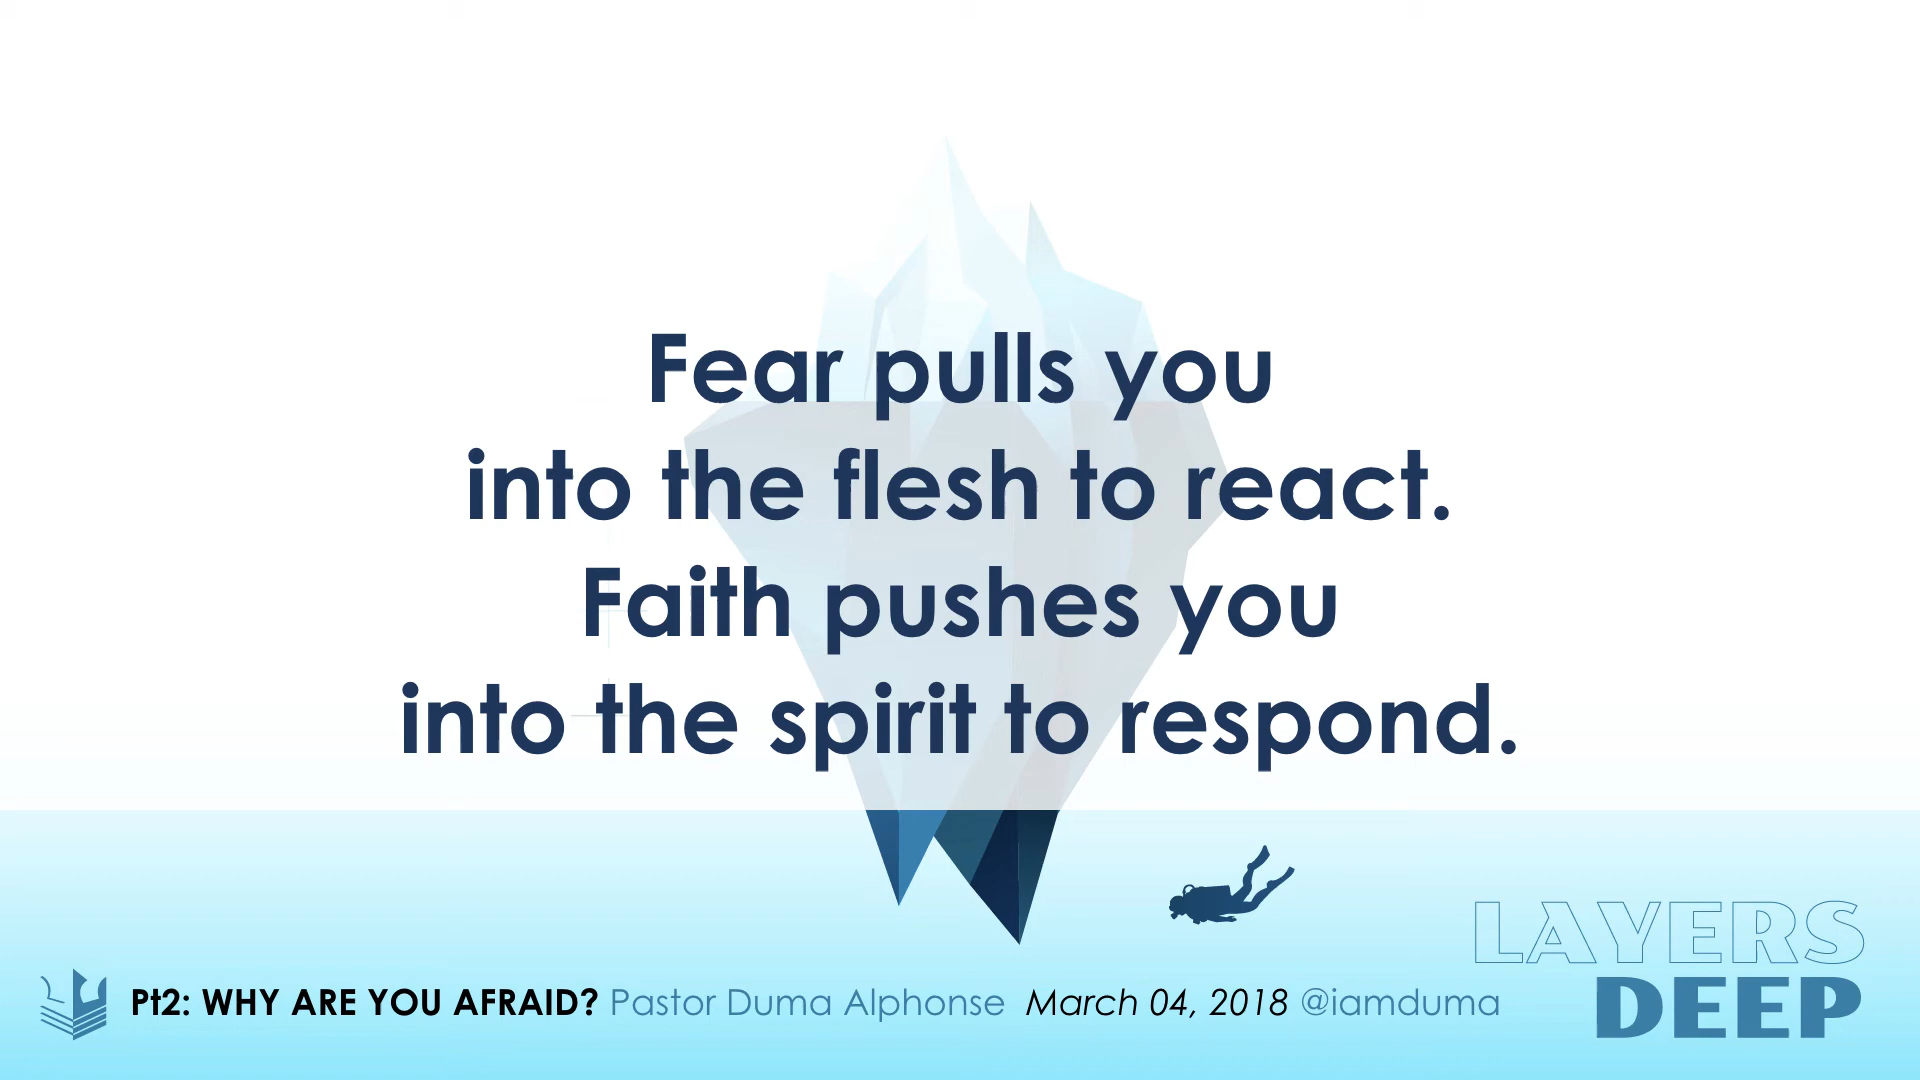 Fear pulls you
into the flesh to react.
Faith pushes you
into the spirit to respond.
LAYERS
DEEP
Pt2: WHY ARE YOU AFRAID? Pastor Duma Alphonse March 04, 2018 @iamduma